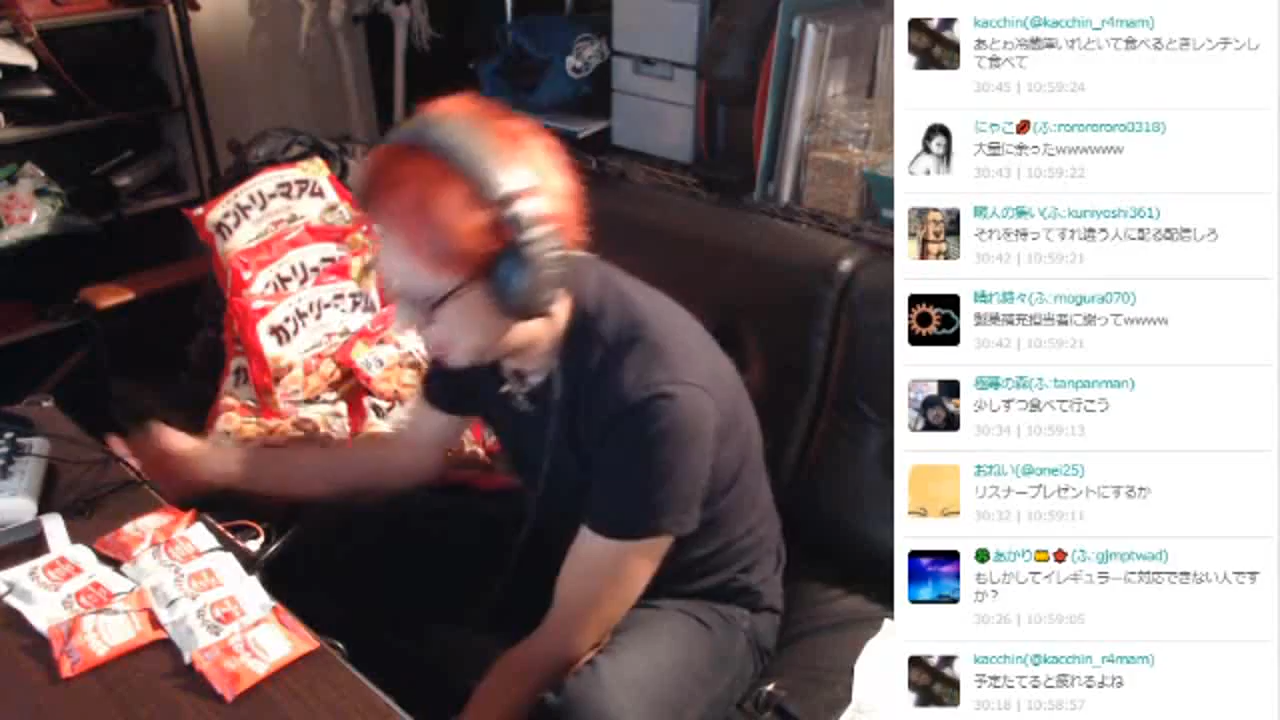 カントリーマアム
カントリーマ
カントリーマアム
kacchin(@kacchin_r4mam)
あとゎ冷蔵庫いれといて食べるときレンチンし
て食べて
30:45 | 10:59:24
にゃこ(ふ:rorororororo0318)
大量に余ったwwwwwww
30:43 | 10:59:22
暇人の集い(ふ:kuniyoshi361)
それを持ってすれ違う人に配る配信しろ
30:42 | 10:59:21
晴れ時々(ふ:mogura070)
製菓補充担当者に謝ってwwww
30:42 | 10:59:21
(ふ:tanpanman)
少しずつ食べて行こう
30:34 | 10:59:13
おねい(@onei25)
リスナープレゼントにするか
30:32 | 10:59:11
あかり(ふ:gjmptwad)
もしかしてイレギュラーに対応できない人です
か？
30:26 | 10:59:05
kacchin(@kacchin_r4mam)
予定たてると疲れるよね
30:18 | 10:58:57